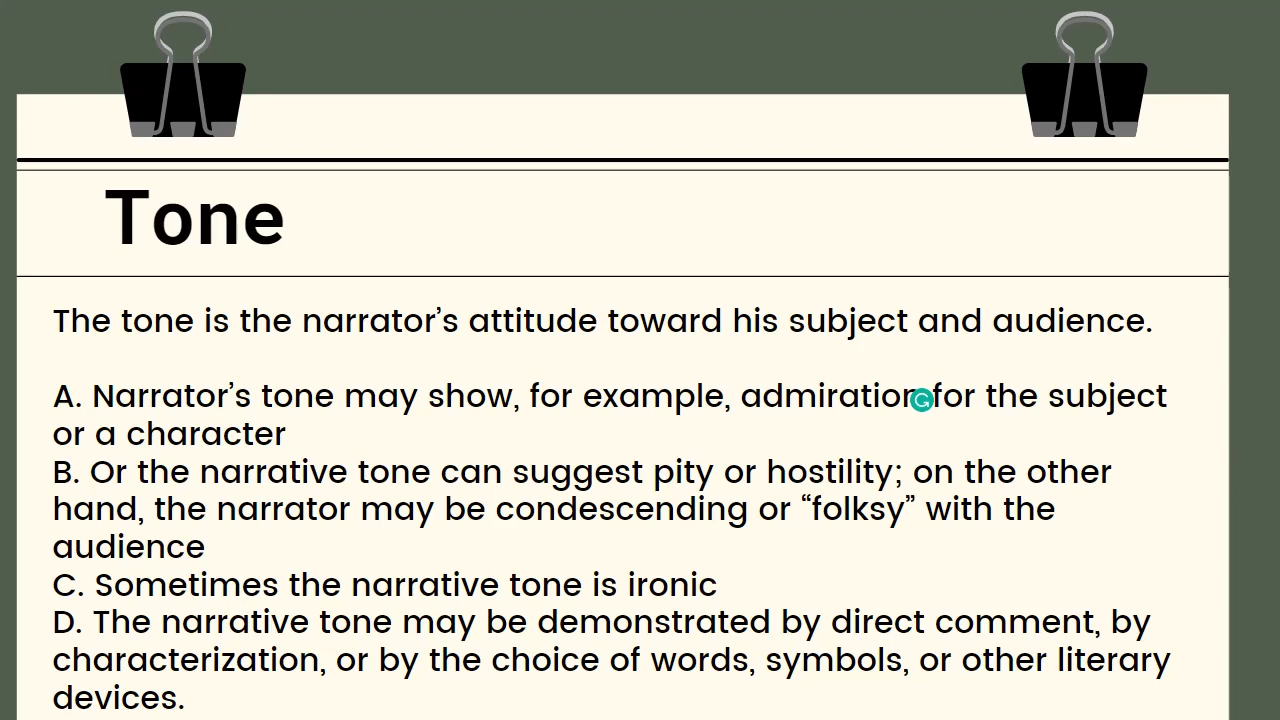 Tone
The tone is the narrator’s attitude toward his subject and audience.
A. Narrator’s tone may show, for example, admiration for the subject
or a character
B. Or the narrative tone can suggest pity or hostility; on the other
hand, the narrator may be condescending or “folksy” with the
audience
C. Sometimes the narrative tone is ironic
D. The narrative tone may be demonstrated by direct comment, by
characterization, or by the choice of words, symbols, or other literary
devices.